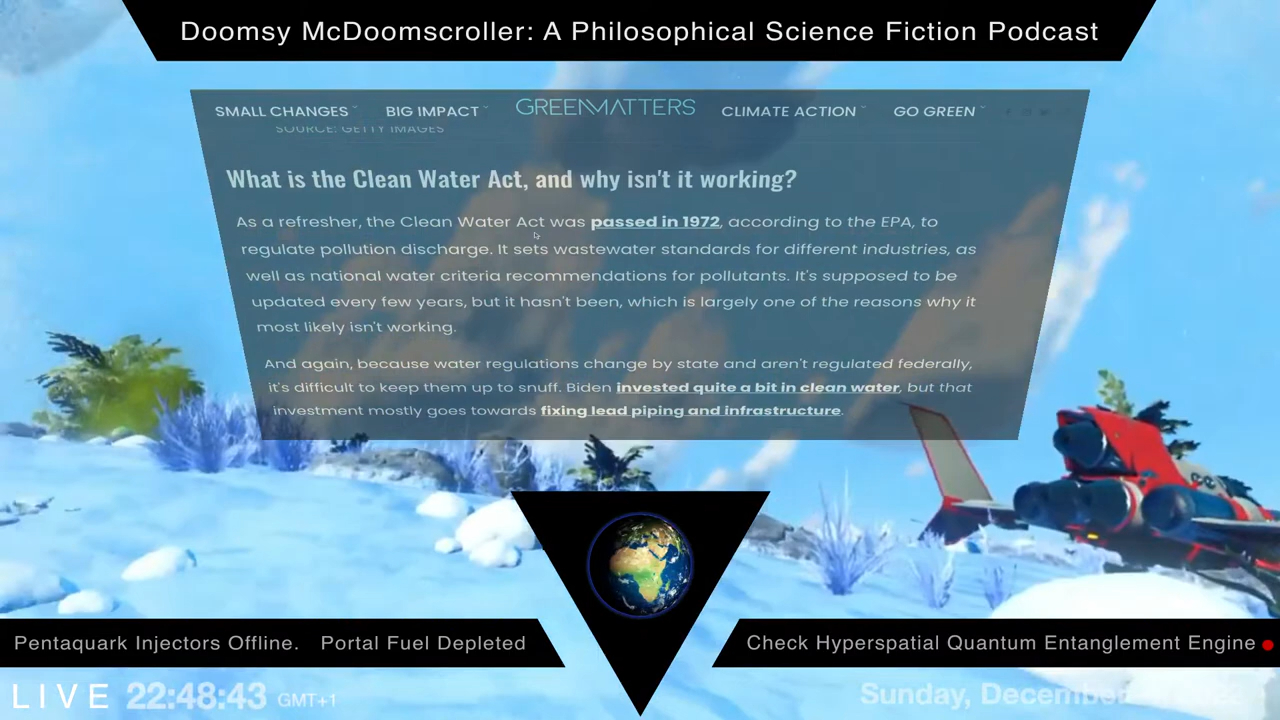 Doomsy McDoomscroller: A Philosophical Science Fiction Podcast
SMALL CHANGES BIG IMPACT GREENMATTERS CLIMATE ACTION GO GREEN
SOURCE: GETTY IMAGES
What is the Clean Water Act, and why isn't it working?
As a refresher, the Clean Water Act was passed in 1972, according to the EPA, to
regulate pollution discharge. It sets wastewater standards for different industries, as
well as national water criteria recommendations for pollutants. It's supposed to be
updated every few years, but it hasn't been, which is largely one of the reasons why it
most likely isn't working.
And again, because water regulations change by state and aren't regulated federally,
it's difficult to keep them up to snuff. Biden invested quite a bit in clean water, but that
investment mostly goes towards fixing lead piping and infrastructure.
Pentaquark Injectors Offline. Portal Fuel Depleted
Check Hyperspatial Quantum Entanglement Engine
LIVE 22:48:43 GMT+1
Sunday, December